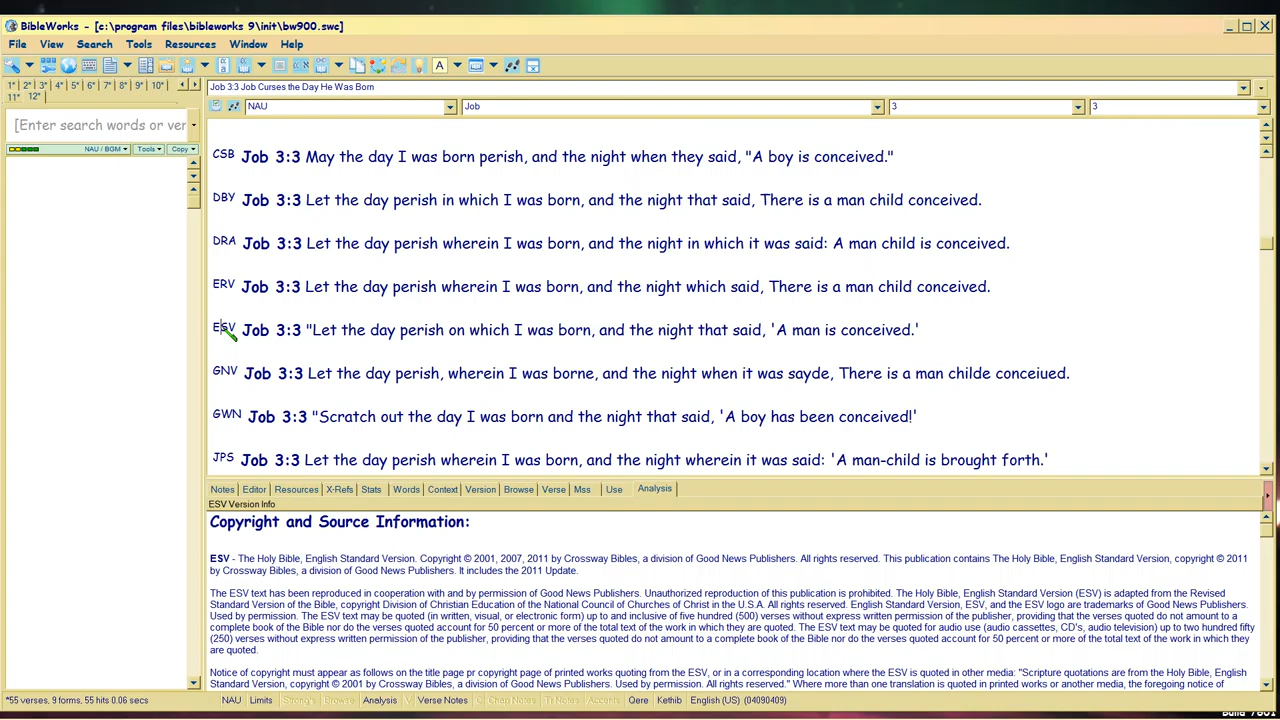 BibleWorks - [c:\program files\bibleworks 9\init\bw900.swc]
File View Search Tools Resources Window Help
A
1* 2* 3* 4* 5* 6* 7* 8* 9* 10*
11* 12*
Job 3:3 Job Curses the Day He Was Born
NAU Job 3 3
[Enter search words or ver
NAU / BGM Tools Copy
CSB Job 3:3 May the day I was born perish, and the night when they said, "A boy is conceived."
DBY Job 3:3 Let the day perish in which I was born, and the night that said, There is a man child conceived.
DRA Job 3:3 Let the day perish wherein I was born, and the night in which it was said: A man child is conceived.
ERV Job 3:3 Let the day perish wherein I was born, and the night which said, There is a man child conceived.
ESV Job 3:3 "Let the day perish on which I was born, and the night that said, 'A man is conceived.'
GNV Job 3:3 Let the day perish, wherein I was borne, and the night when it was sayde, There is a man childe conceiued.
GWN Job 3:3 "Scratch out the day I was born and the night that said, 'A boy has been conceived!'
JPS Job 3:3 Let the day perish wherein I was born, and the night wherein it was said: 'A man-child is brought forth.'
Notes Editor Resources X-Refs Stats Words Context Version Browse Verse Mss Use Analysis
ESV Version Info
Copyright and Source Information:
ESV - The Holy Bible, English Standard Version. Copyright © 2001, 2007, 2011 by Crossway Bibles, a division of Good News Publishers. All rights reserved. This publication contains The Holy Bible, English Standard Version, copyright © 2011
by Crossway Bibles, a division of Good News Publishers. It includes the 2011 Update.
The ESV text has been reproduced in cooperation with and by permission of Good News Publishers. Unauthorized reproduction of this publication is prohibited. The Holy Bible, English Standard Version (ESV) is adapted from the Revised
Standard Version of the Bible, copyright Division of Christian Education of the National Council of Churches of Christ in the U.S.A. All rights reserved. English Standard Version, ESV, and the ESV logo are trademarks of Good News Publishers.
Used by permission. The ESV text may be quoted (in written, visual, or electronic form) up to and inclusive of five hundred (500) verses without express written permission of the publisher, providing that the verses quoted do not amount to a
complete book of the Bible nor do the verses quoted account for 50 percent or more of the total text of the work in which they are quoted. The ESV text may be quoted for audio use (audio cassettes, CD's, audio television) up to two hundred fifty
(250) verses without express written permission of the publisher, providing that the verses quoted do not amount to a complete book of the Bible nor do the verses quoted account for 50 percent or more of the total text of the work in which they
are quoted.
Notice of copyright must appear as follows on the title page pr copyright page of printed works quoting from the ESV, or in a corresponding location where the ESV is quoted in other media: "Scripture quotations are from the Holy Bible, English
Standard Version, copyright © 2001 by Crossway Bibles, a division of Good News Publishers. Used by permission. All rights reserved." Where more than one translation is quoted in printed works or another media, the foregoing notice of
*55 verses, 9 forms, 55 hits 0.06 secs NAU Limits Strong's Browse Analysis V Verse Notes C Chap Notes T Tr Notes Accents Qere Kethib English (US) (04090409)